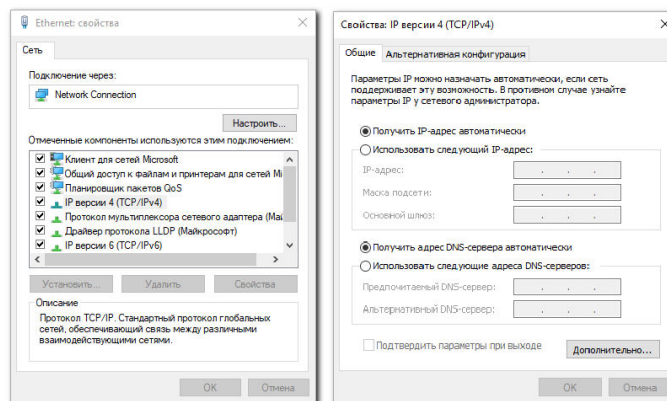 Ethernet: свойства
Сеть
Подключение через:
Network Connection
Настроить...
Отмеченные компоненты используются этим подключением:
Клиент для сетей Microsoft
Общий доступ к файлам и принтерам для сетей Mi
Планировщик пакетов QoS
IP версии 4 (TCP/IPv4)
Протокол мультиплексора сетевого адаптера (Май
Драйвер протокола LLDP (Майкрософт)
IP версии 6 (TCP/IPv6)
Установить...
Удалить
Свойства
Описание
Протокол TCP/IP. Стандартный протокол глобальных
сетей, обеспечивающий связь между различными
взаимодействующими сетями.
OK
Отмена
Свойства: IP версии 4 (TCP/IPv4)
Общие
Альтернативная конфигурация
Параметры IP можно назначать автоматически, если сеть
поддерживает эту возможность. В противном случае узнайте
параметры IP у сетевого администратора.
Получить IP-адрес автоматически
Использовать следующий IP-адрес:
IP-адрес:
Маска подсети:
Основной шлюз:
Получить адрес DNS-сервера автоматически
Использовать следующие адреса DNS-серверов:
Предпочитаемый DNS-сервер:
Альтернативный DNS-сервер:
Подтвердить параметры при выходе
Дополнительно...
OK
Отмена